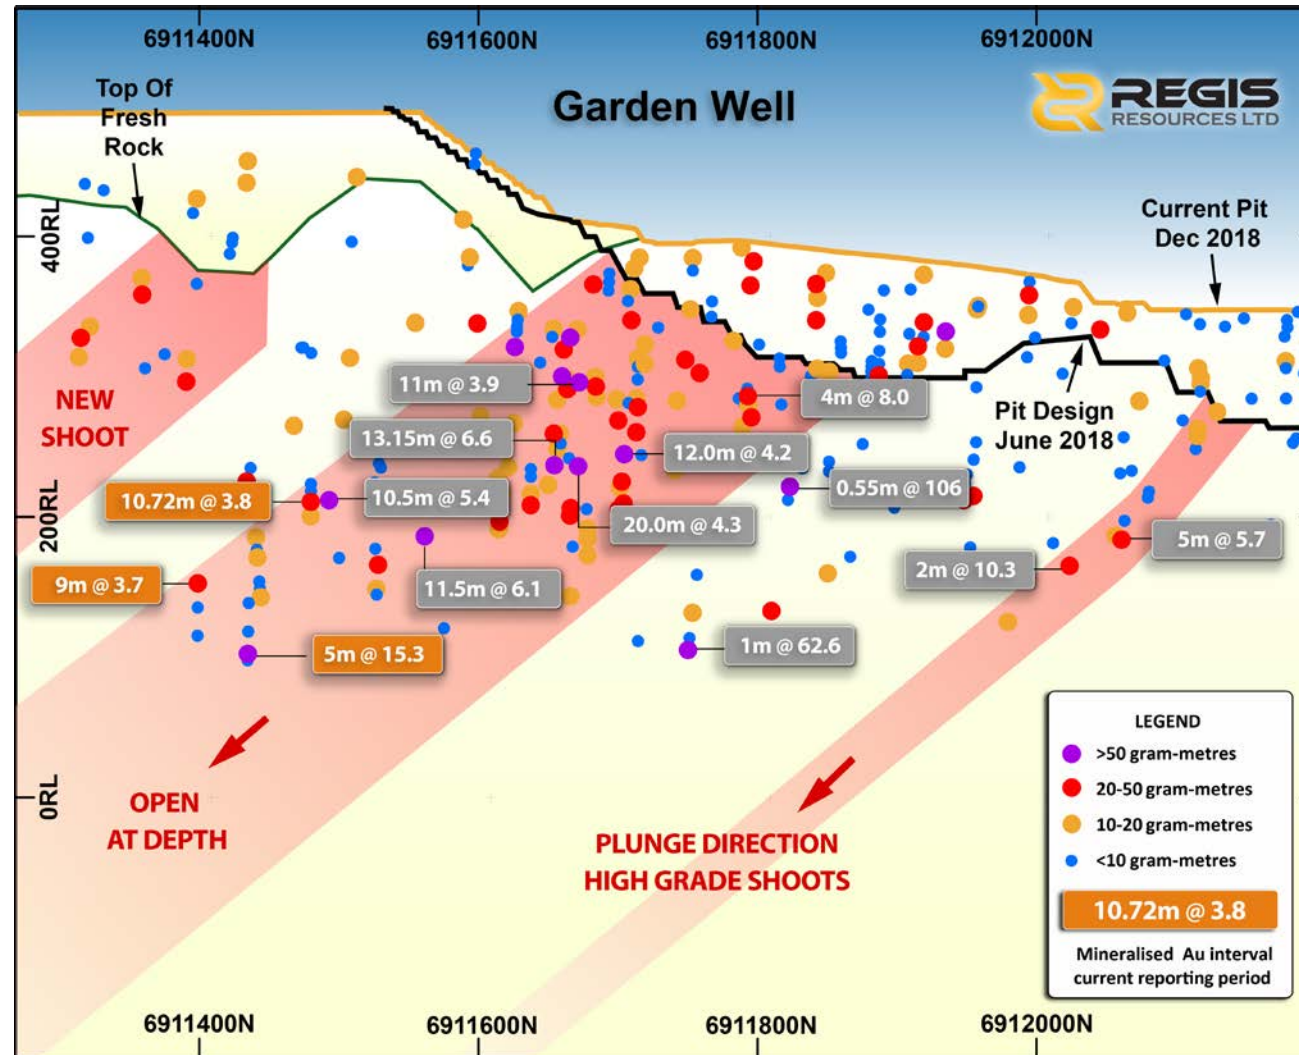 6911400N
6911600N
6911800N
6912000N
Top Of
Fresh
Rock
Garden Well
REGIS
RESOURCES LTD
Current Pit
Dec 2018
400RL
NEW
SHOOT
11m @ 3.9
4m @ 8.0
Pit Design
June 2018
13.15m @ 6.6
12.0m @ 4.2
10.72m @ 3.8
10.5m @ 5.4
0.55m @ 106
200RL
20.0m @ 4.3
5m @ 5.7
9m @ 3.7
11.5m @ 6.1
2m @ 10.3
5m @ 15.3
1m @ 62.6
0RL
OPEN
AT DEPTH
PLUNGE DIRECTION
HIGH GRADE SHOOTS
LEGEND
>50 gram-metres
20-50 gram-metres
10-20 gram-metres
<10 gram-metres
10.72m @ 3.8
Mineralised Au interval
current reporting period
6911400N
6911600N
6911800N
6912000N